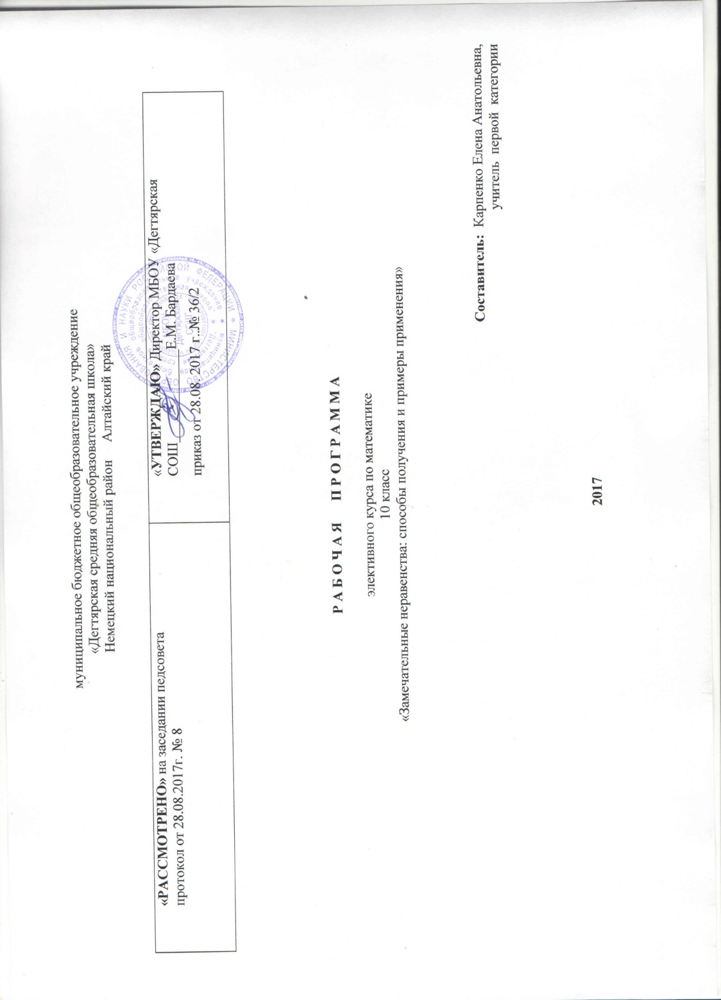 муниципальное бюджетное общеобразовательное учреждение
«Дегтярская средняя общеобразовательная школа»
Немецкий национальный район Алтайский край
«РАССМОТРЕНО» на заседании педсовета
протокол от 28.08.2017г. № 8
«УТВЕРЖДАЮ» Директор МБОУ «Дегтярская
СОШ____________ Е.М. Бардаева
приказ от 28.08. 2017 г..№ 36/2
РАБОЧАЯ ПРОГРАММА
элективного курса по математике
10 класс
«Замечательные неравенства: способы получения и примеры применения»
Составитель: Карпенко Елена Анатольевна,
учитель первой категории
2017